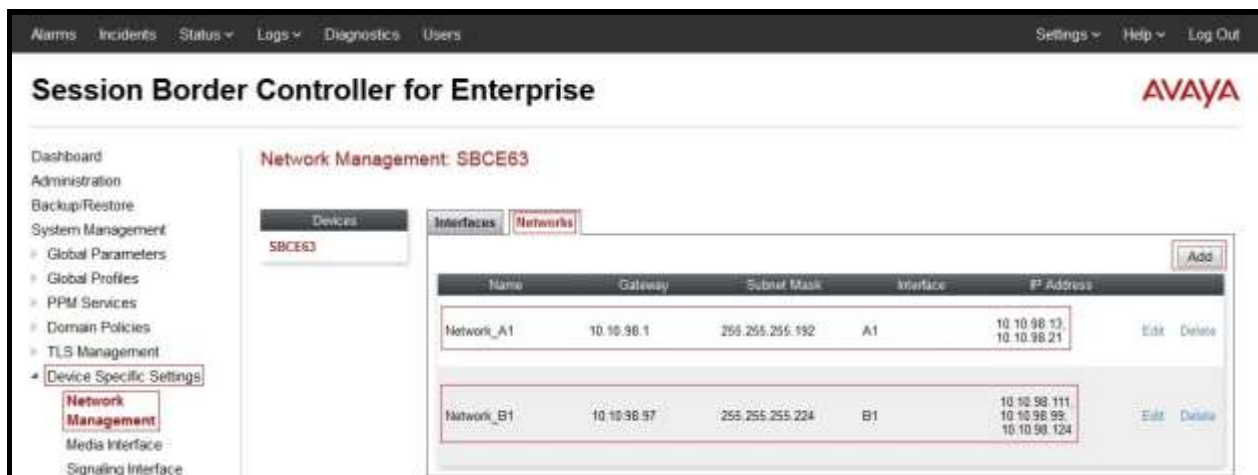 Alarms Incidents Status Logs Diagnostics Users Settings Help Log Out
Session Border Controller for Enterprise
AVAYA
Dashboard
Administration
Backup/Restore
System Management
Global Parameters
Global Profiles
PPM Services
Domain Policies
TLS Management
Device Specific Settings
Network
Management
Media Interface
Signaling Interface
Network Management: SBCE63
Devices
SBCE63
Interfaces Networks
Add
Name Gateway Subnet Mask Interface IP Address
Network_A1 10.10.98.1 255.255.255.192 A1 10.10.98.13,
10.10.98.21
Edit Delete
Network_B1 10.10.98.97 255.255.255.224 B1 10.10.98.111,
10.10.98.99,
10.10.98.124
Edit Delete